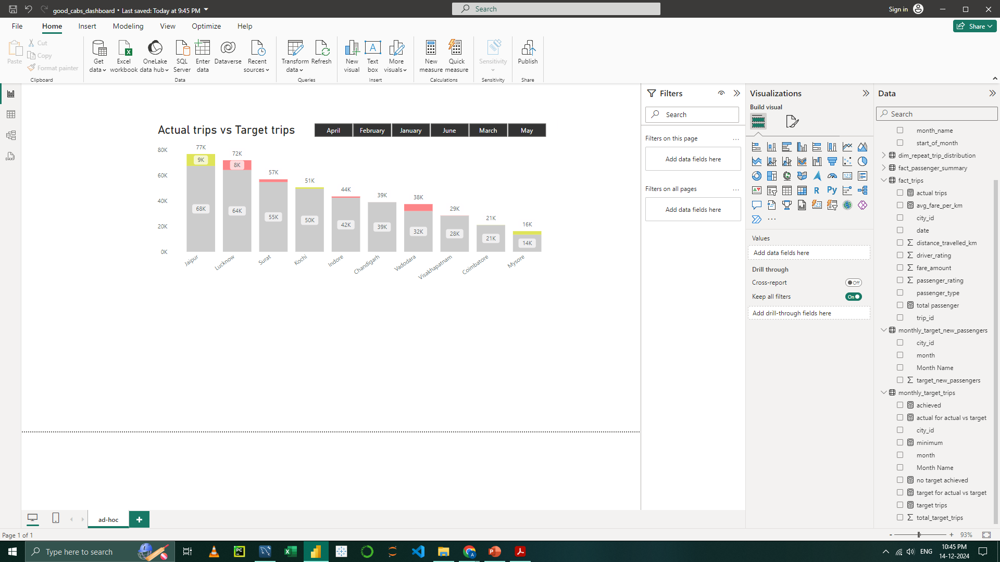 good_cabs_dashboard • Last saved: Today at 9:45 PM
Search
Sign in
File Home Insert Modeling View Optimize Help
Share
Paste
Cut
Copy
Format painter
Clipboard
Get data
Excel workbook
OneLake data hub
SQL Server
Enter data
Dataverse
Recent sources
Data
Transform data
Refresh
Queries
New visual
Text box
More visuals
Insert
New measure
Quick measure
Calculations
Sensitivity
Sensitivity
Publish
Share
Actual trips vs Target trips
April February January June March May
80K
60K
40K
20K
0K
77K 72K 57K 51K 44K 39K 38K 29K 21K 16K
9K 8K
68K 64K 55K 50K 42K 39K 32K 28K 21K 14K
Jaipur Lucknow Surat Kochi Indore Chandigarh Vadodara Visakhapatnam Coimbatore Mysore
ad-hoc
Page 1 of 1
Filters
Search
Filters on this page
Add data fields here
Filters on all pages
Add data fields here
Visualizations
Build visual
123
R
Py
123
Values
Add data fields here
Drill through
Cross-report
Off
Keep all filters
On
Add drill-through fields here
Data
Search
month_name
start_of_month
dim_repeat_trip_distribution
fact_passenger_summary
fact_trips
actual trips
avg_fare_per_km
city_id
date
distance_travelled_km
driver_rating
fare_amount
passenger_rating
passenger_type
total passenger
trip_id
monthly_target_new_passengers
city_id
month
Month Name
target_new_passengers
monthly_target_trips
achieved
actual for actual vs target
city_id
minimum
month
Month Name
no target achieved
target for actual vs target
target trips
total_target_trips
- + 93%
Type here to search
ENG
10:45 PM
14-12-2024